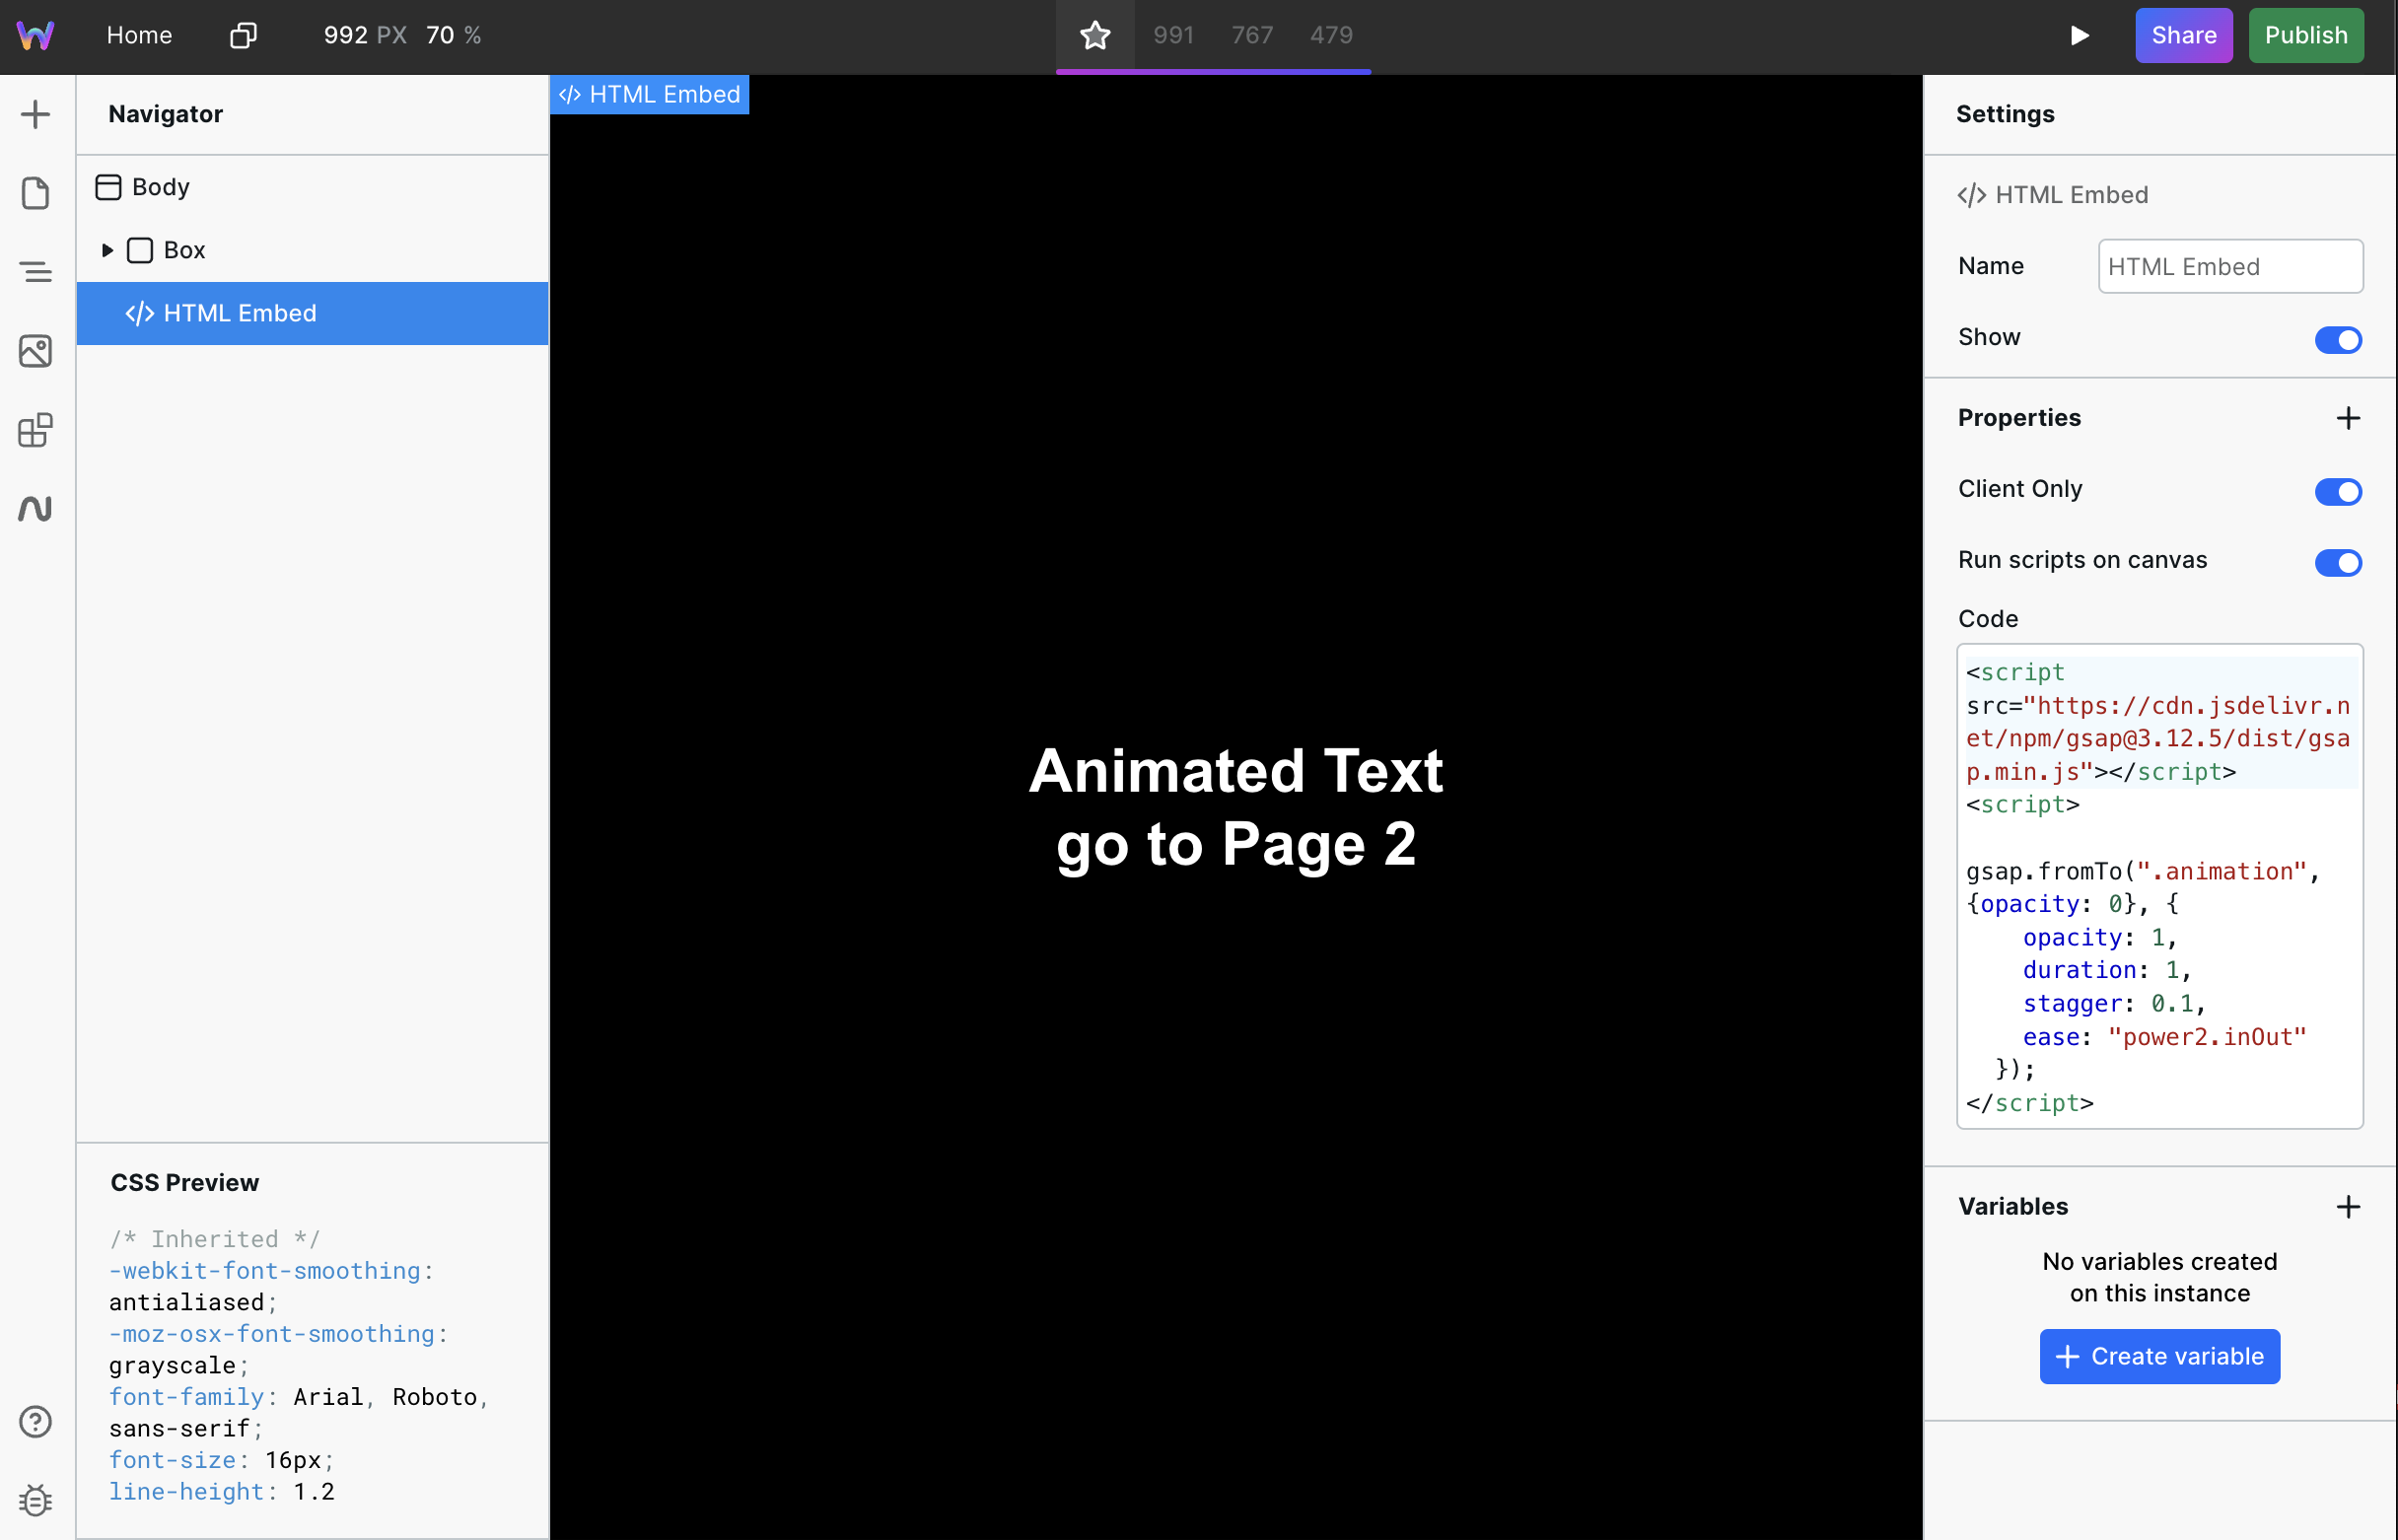 Home
992 PX 70 %
991 767 479
Share
Publish
Navigator
Body
Box
</> HTML Embed
CSS Preview
/* Inherited */
-webkit-font-smoothing:
antialiased;
-moz-osx-font-smoothing:
grayscale;
font-family: Arial, Roboto,
sans-serif;
font-size: 16px;
line-height: 1.2
</> HTML Embed
Animated Text
go to Page 2
Settings
</> HTML Embed
Name
HTML Embed
Show
Properties
Client Only
Run scripts on canvas
Code
<script
src="https://cdn.jsdelivr.n
et/npm/gsap@3.12.5/dist/gsa
p.min.js"></script>
<script>
gsap.fromTo(".animation",
{opacity: 0}, {
opacity: 1,
duration: 1,
stagger: 0.1,
ease: "power2.inOut"
});
</script>
Variables
No variables created
on this instance
Create variable